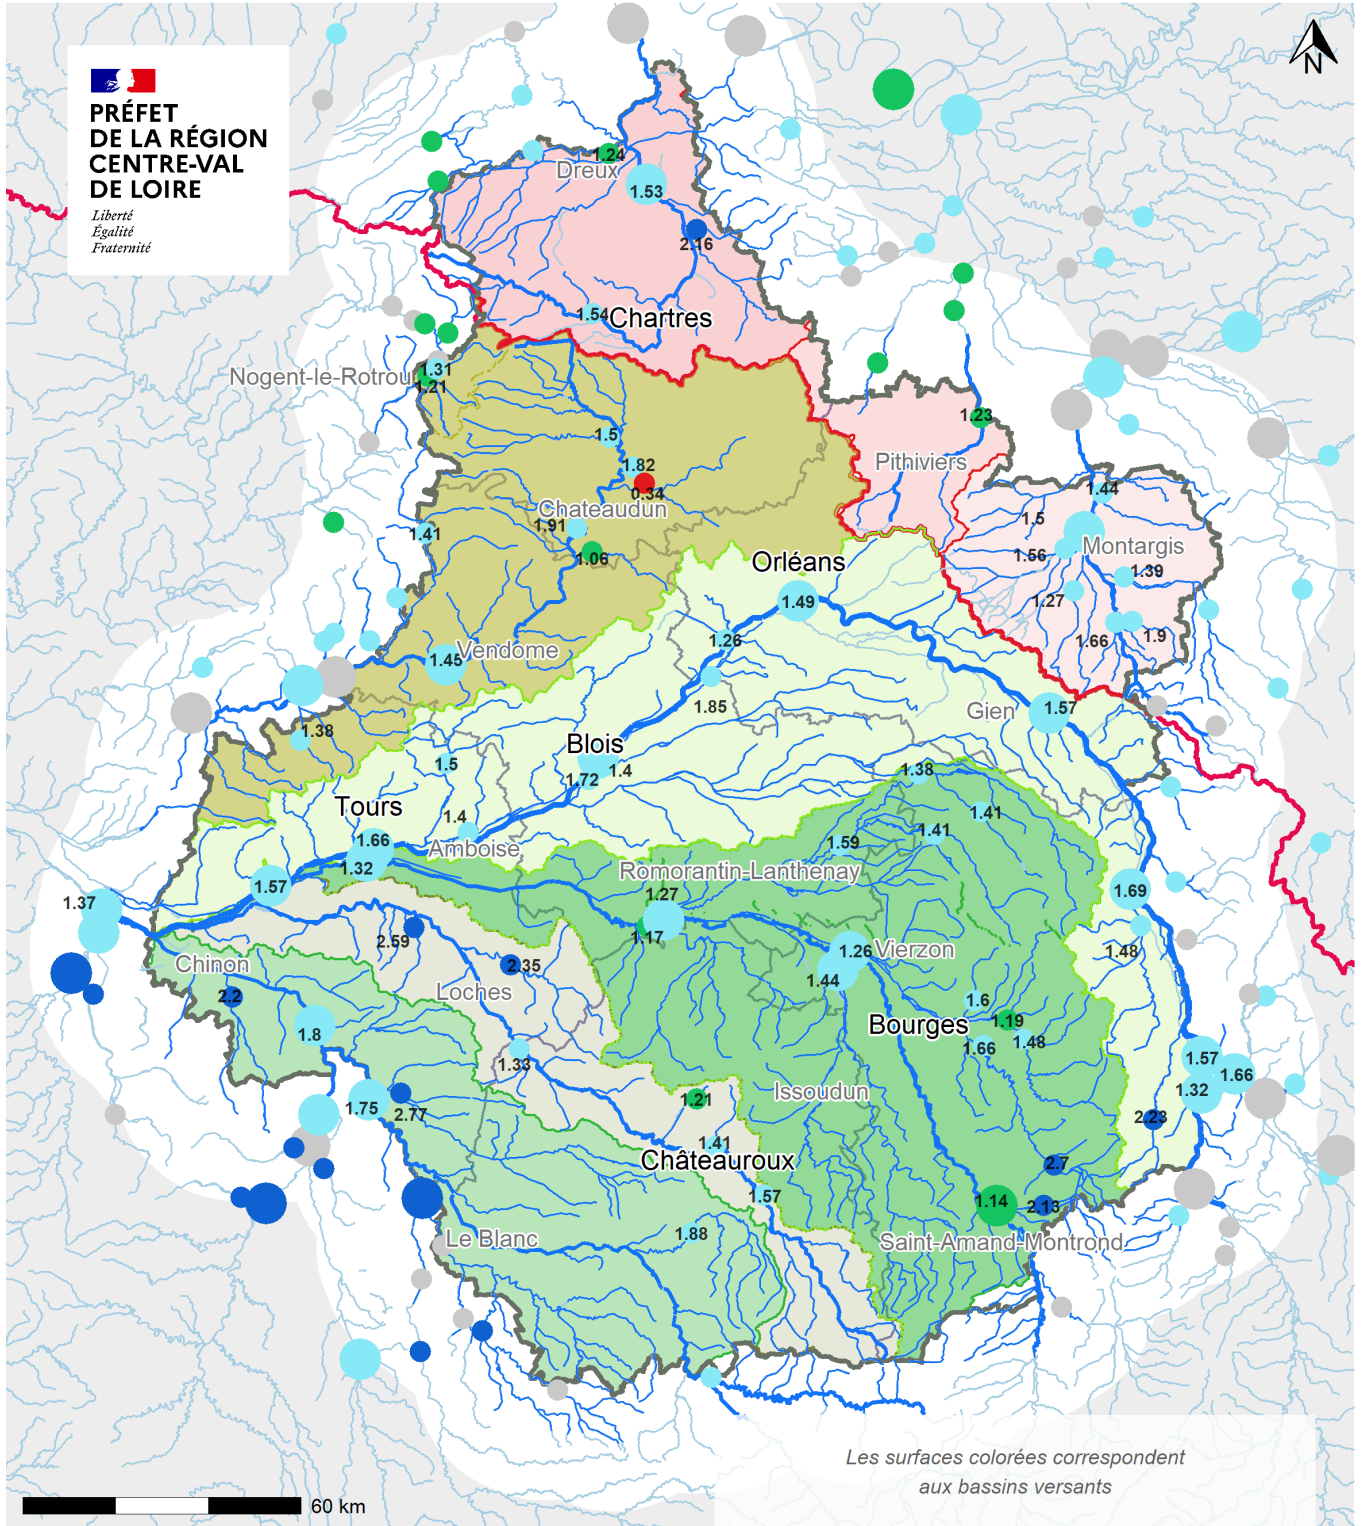 N
PRÉFET
DE LA RÉGION
CENTRE-VAL
DE LOIRE
Liberté
Égalité
Fraternité
1.24
Dreux
1.53
2.16
1.54
Chartres
Nogent-le-Rotrou
1.31
1.21
1.23
1.5
1.82
Pithiviers
0.34
1.44
Chateaudun
1.91
1.5
1.41
1.06
1.56
Montargis
Orléans
1.39
1.49
1.27
1.26
1.66
1.9
Vendome
1.45
1.85
Gien
1.57
1.38
Blois
1.5
1.72
1.4
1.38
Tours
1.4
1.41
1.41
1.66
Amboise
1.59
1.32
Romorantin-Lanthenay
1.57
1.27
1.69
1.37
2.59
1.17
1.26
Vierzon
1.48
Chinon
2.35
1.44
2.2
Loches
1.6
1.8
Bourges
1.19
1.48
1.66
1.33
1.57
1.66
1.32
Issoudun
1.21
1.75
2.77
2.23
1.41
Châteauroux
2.7
1.57
1.14
2.13
1.88
Le Blanc
Saint-Amand-Montrond
Les surfaces colorées correspondent
aux bassins versants
60 km